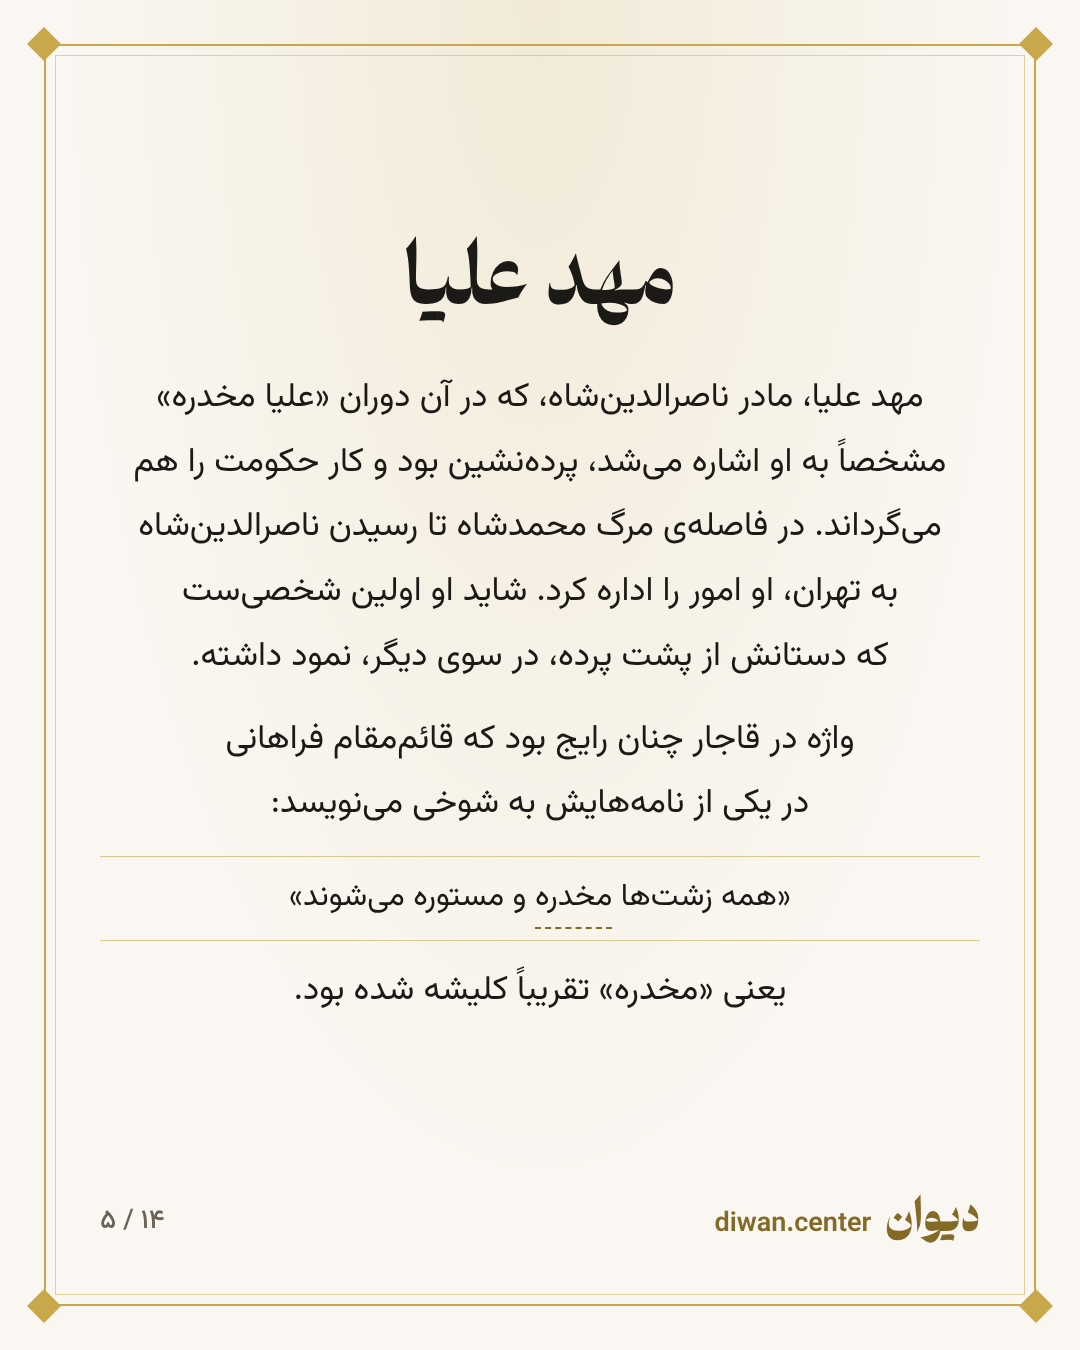 مهد علیا
مهد علیا، مادر ناصرالدین‌شاه، که در آن دوران «علیا مخدره»
مشخصاً به او اشاره می‌شد، پرده‌نشین بود و کار حکومت را هم
می‌گرداند. در فاصله‌ی مرگ محمدشاه تا رسیدن ناصرالدین‌شاه
به تهران، او امور را اداره کرد. شاید او اولین شخصی‌ست
که دستانش از پشت پرده، در سوی دیگر، نمود داشته.
واژه در قاجار چنان رایج بود که قائم‌مقام فراهانی
در یکی از نامه‌هایش به شوخی می‌نویسد:
«همه زشت‌ها مخدره و مستوره می‌شوند»
یعنی «مخدره» تقریباً کلیشه شده بود.
دیوان diwan.center
۵ / ۱۴